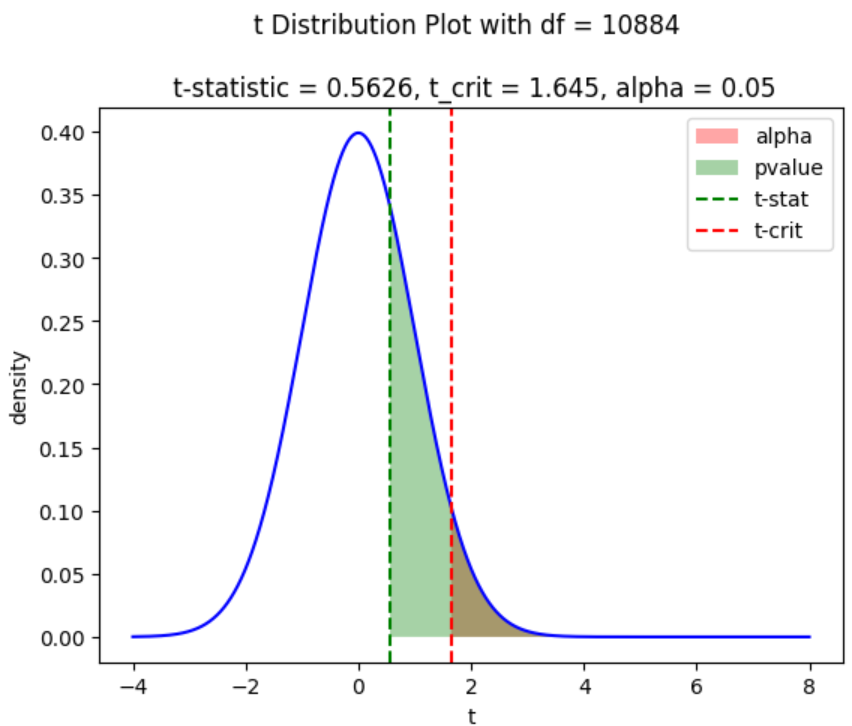 t Distribution Plot with df = 10884
t-statistic = 0.5626, t_crit = 1.645, alpha = 0.05
alpha
pvalue
t-stat
t-crit
0.40
0.35
0.30
0.25
0.20
0.15
0.10
0.05
0.00
density
−4
−2
0
2
4
6
8
t